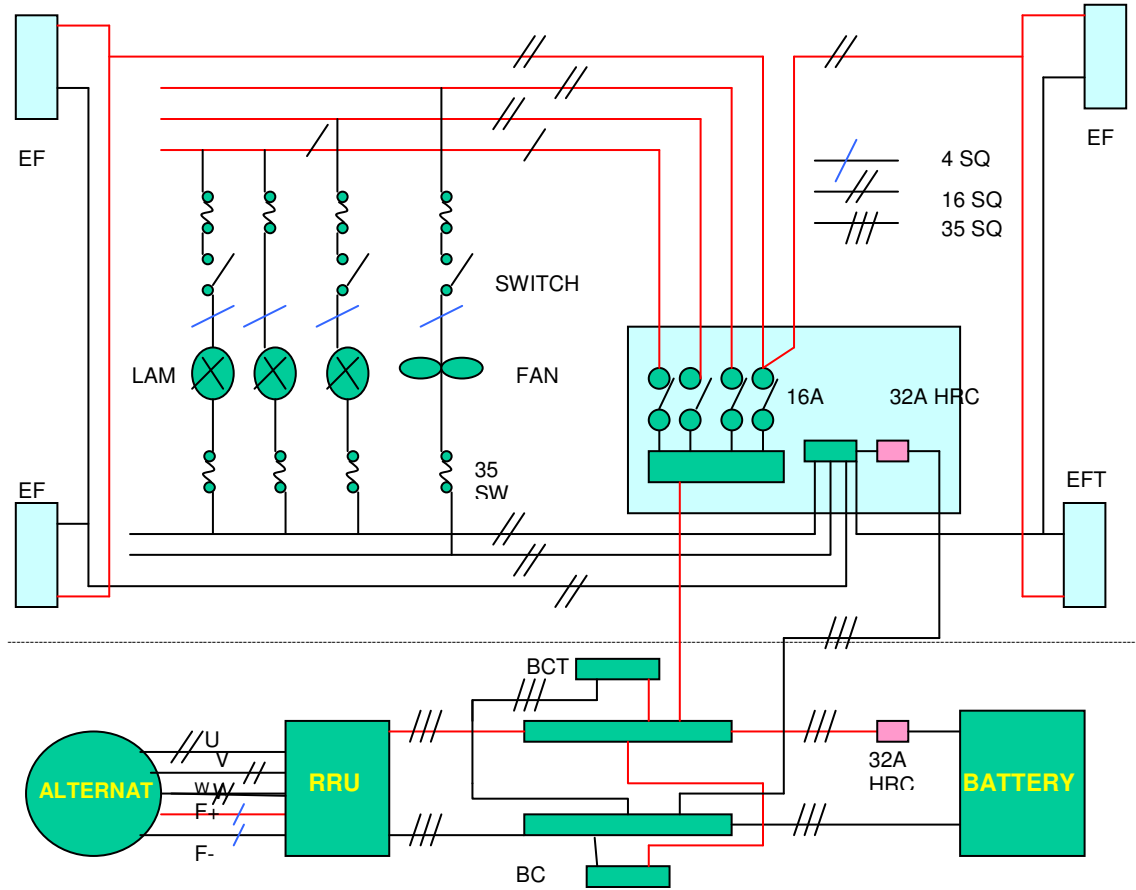 EF
EF
4 SQ
16 SQ
35 SQ
SWITCH
LAM
FAN
16A
32A HRC
35
SW
EF
EFT
BCT
U
V
W
F+
F-
ALTERNAT
RRU
32A
HRC
BATTERY
BC